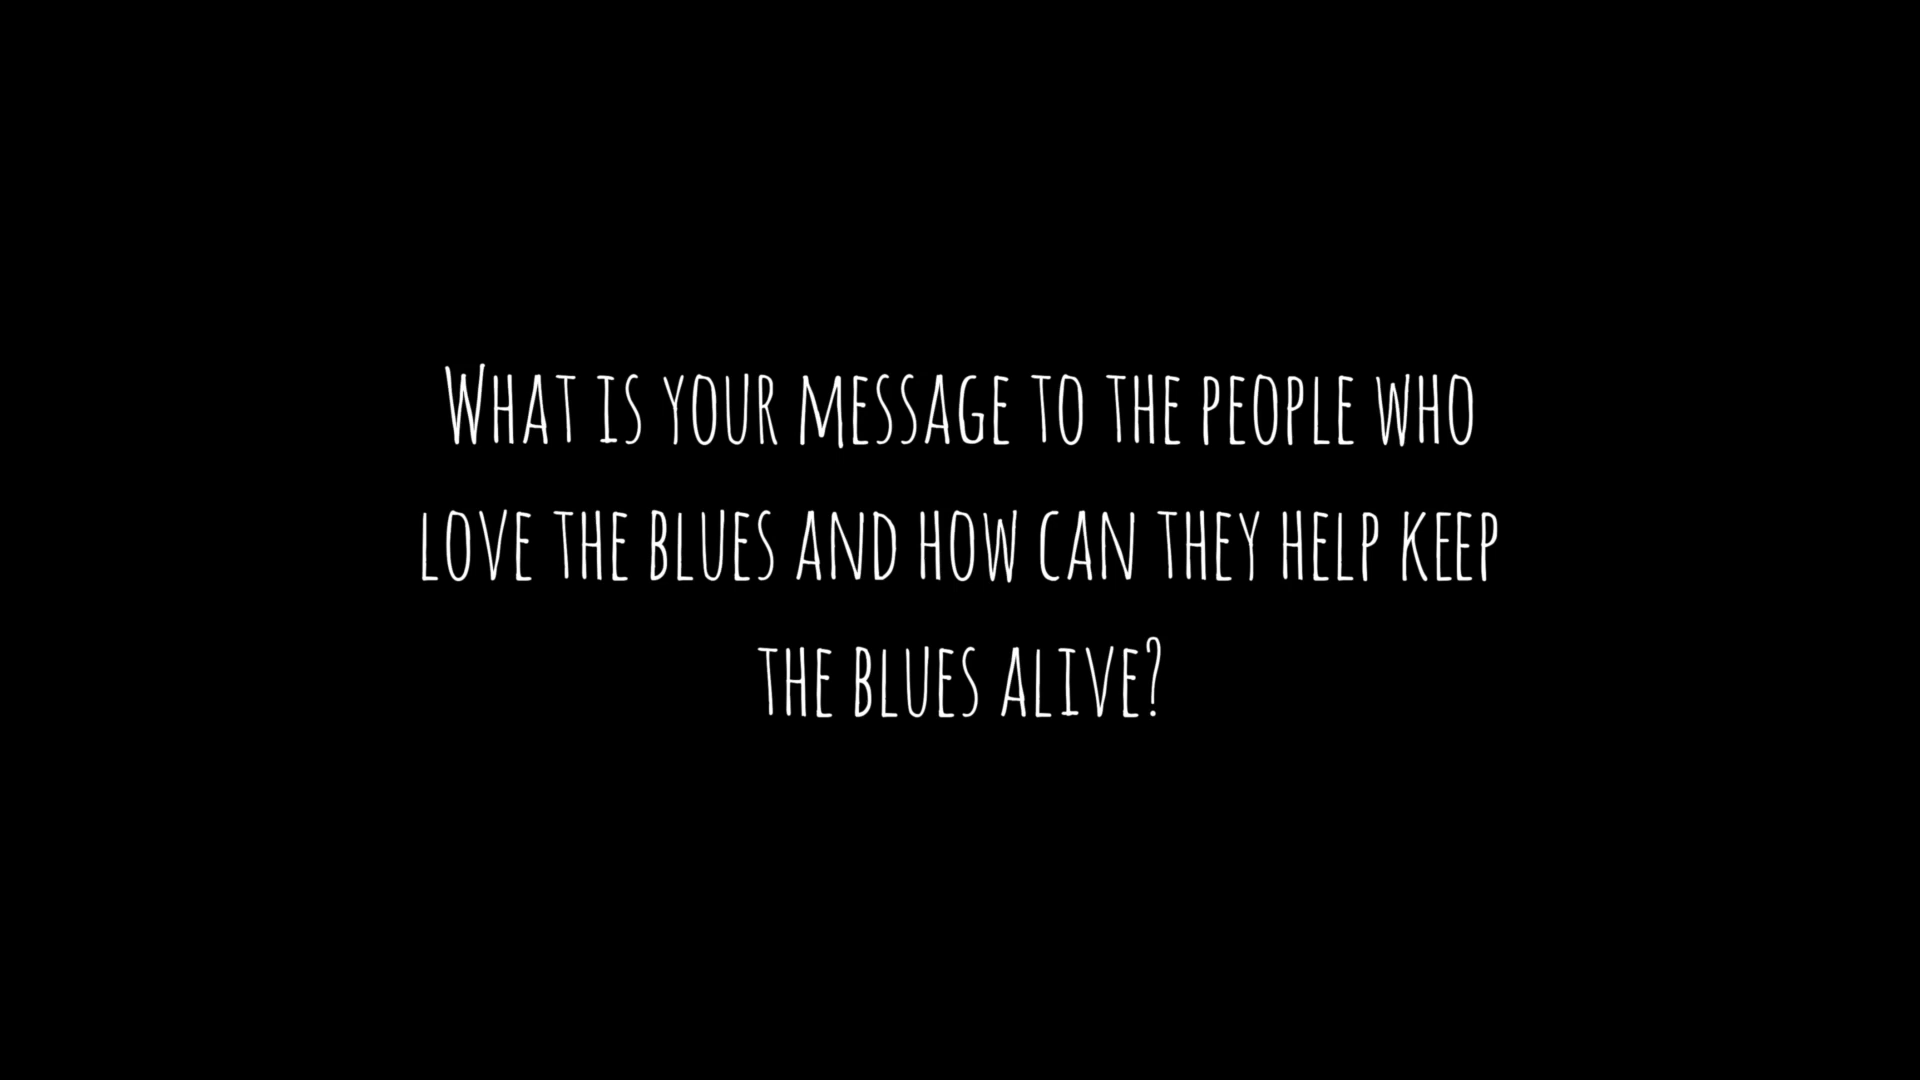 What is your message to the people who
love the blues and how can they help keep
the blues alive?